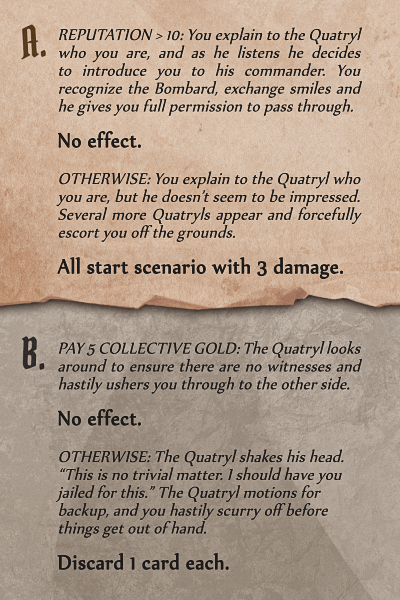 A. REPUTATION > 10: You explain to the Quatryl
who you are, and as he listens he decides
to introduce you to his commander. You
recognize the Bombard, exchange smiles and
he gives you full permission to pass through.
No effect.
OTHERWISE: You explain to the Quatryl who
you are, but he doesn't seem to be impressed.
Several more Quatryls appear and forcefully
escort you off the grounds.
All start scenario with 3 damage.
B. PAY 5 COLLECTIVE GOLD: The Quatryl looks
around to ensure there are no witnesses and
hastily ushers you through to the other side.
No effect.
OTHERWISE: The Quatryl shakes his head.
“This is no trivial matter. I should have you
jailed for this.” The Quatryl motions for
backup, and you hastily scurry off before
things get out of hand.
Discard 1 card each.